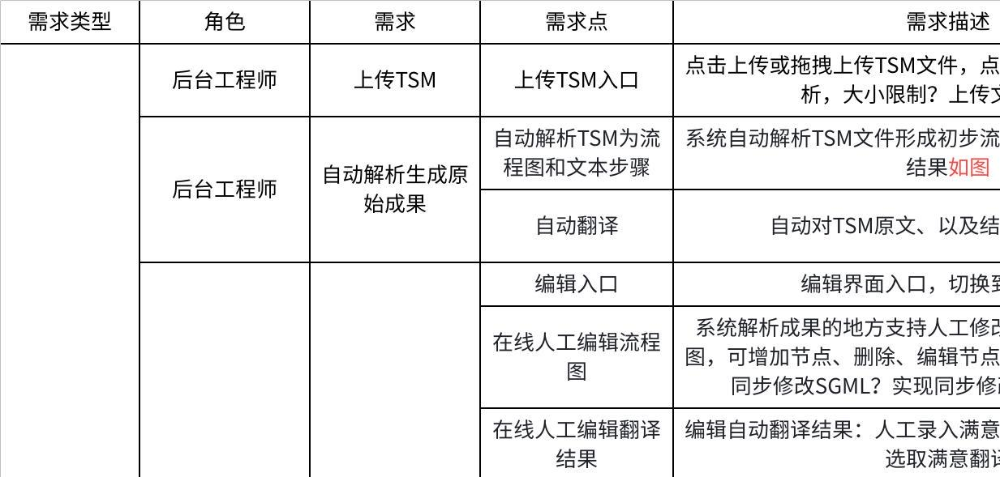 需求类型
角色
需求
需求点
需求描述
后台工程师
上传TSM
上传TSM入口
点击上传或拖拽上传TSM文件，点
析，大小限制？上传文
后台工程师
自动解析生成原
始成果
自动解析TSM为流
程图和文本步骤
系统自动解析TSM文件形成初步流
结果如图
自动翻译
自动对TSM原文、以及结
编辑入口
编辑界面入口，切换到
在线人工编辑流程
图
系统解析成果的地方支持人工修改
图，可增加节点、删除、编辑节点
同步修改SGML？实现同步修改
在线人工编辑翻译
结果
编辑自动翻译结果：人工录入满意
选取满意翻译